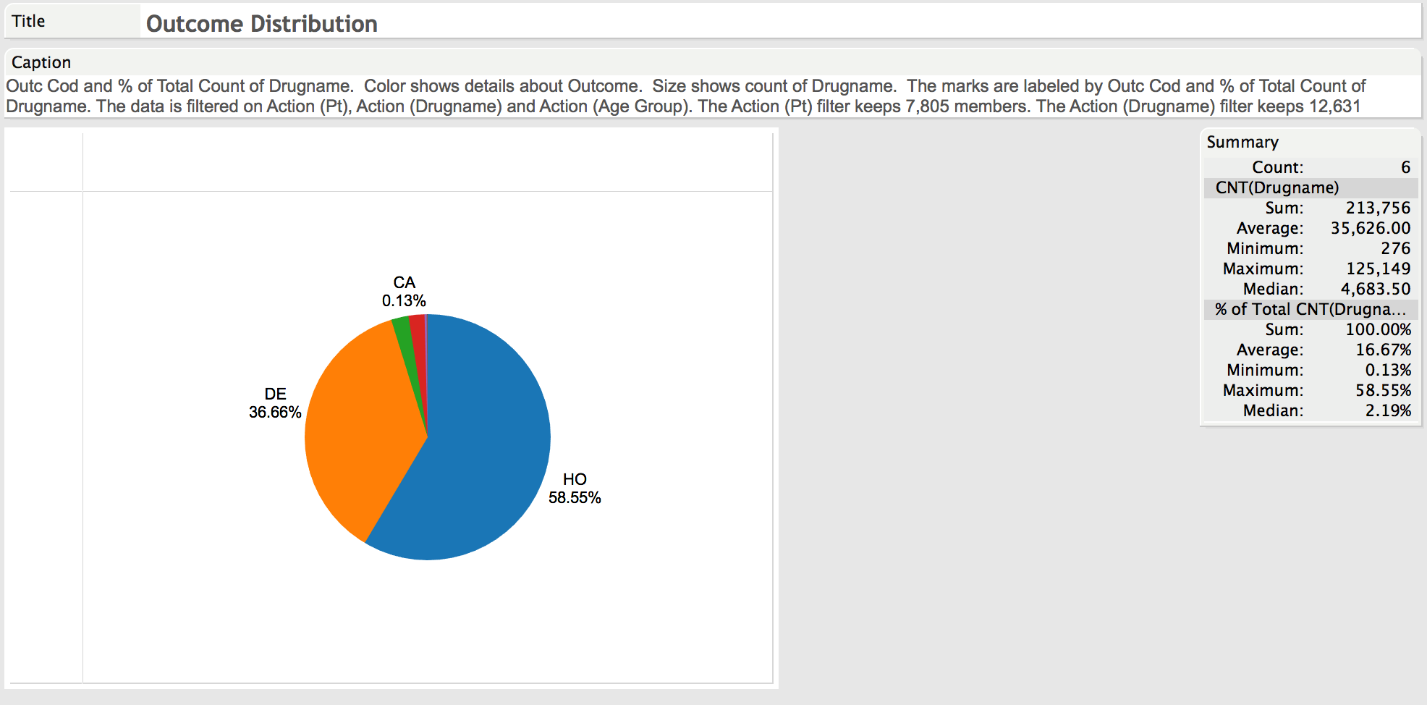 Title
Outcome Distribution
Caption
Outc Cod and % of Total Count of Drugname.  Color shows details about Outcome.  Size shows count of Drugname.  The marks are labeled by Outc Cod and % of Total Count of
Drugname. The data is filtered on Action (Pt), Action (Drugname) and Action (Age Group). The Action (Pt) filter keeps 7,805 members. The Action (Drugname) filter keeps 12,631
CA
0.13%
DE
36.66%
HO
58.55%
Summary
Count: 6
CNT(Drugname)
Sum: 213,756
Average: 35,626.00
Minimum: 276
Maximum: 125,149
Median: 4,683.50
% of Total CNT(Drugna...
Sum: 100.00%
Average: 16.67%
Minimum: 0.13%
Maximum: 58.55%
Median: 2.19%